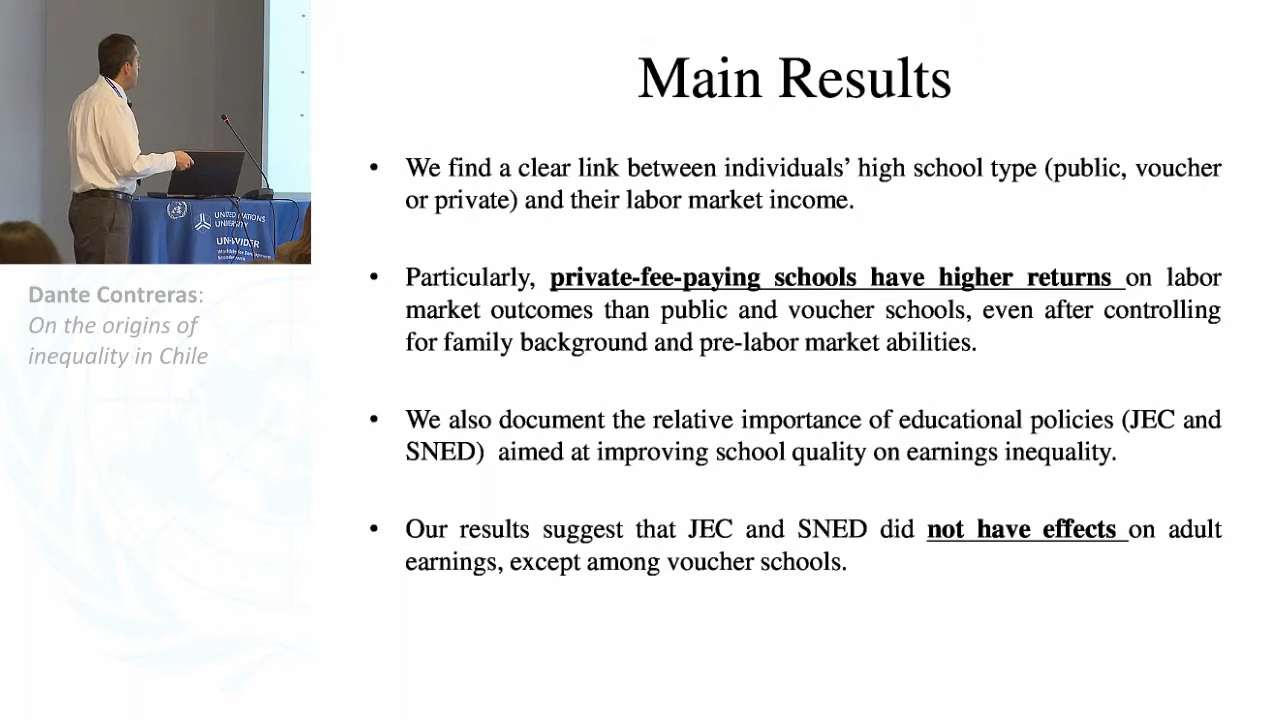 Main Results
• We find a clear link between individuals’ high school type (public, voucher
or private) and their labor market income.
• Particularly, private-fee-paying schools have higher returns on labor
market outcomes than public and voucher schools, even after controlling
for family background and pre-labor market abilities.
• We also document the relative importance of educational policies (JEC and
SNED)  aimed at improving school quality on earnings inequality.
• Our results suggest that JEC and SNED did not have effects on adult
earnings, except among voucher schools.
UNITED NATIONS
UNIVERSITY
UNU-WIDER
Dante Contreras:
On the origins of
inequality in Chile